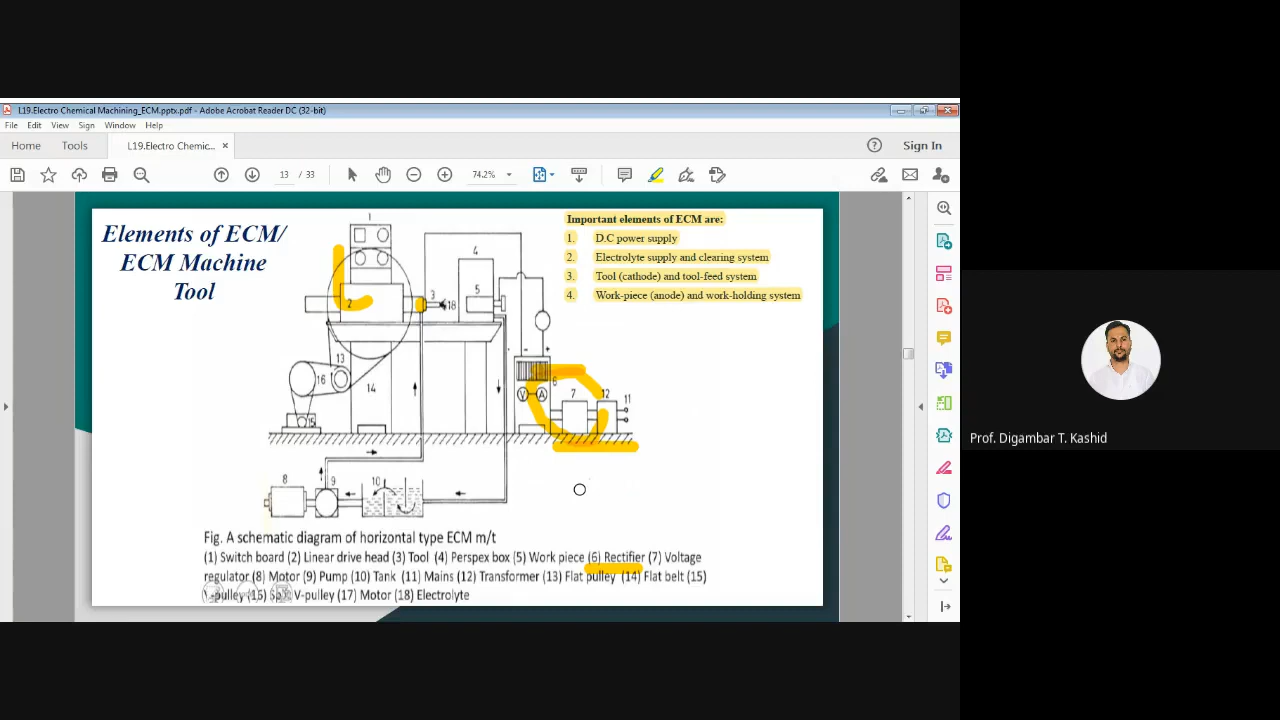 L19.Electro Chemical Machining_ECM.pptx.pdf - Adobe Acrobat Reader DC (32-bit)
File Edit View Sign Window Help
Home Tools L19.Electro Chemic... × Sign In
13 / 33 74.2%
Elements of ECM/
ECM Machine
Tool
Important elements of ECM are:
1. D.C power supply
2. Electrolyte supply and clearing system
3. Tool (cathode) and tool-feed system
4. Work-piece (anode) and work-holding system
1
4
2 3 18 5
- +
13
16 14 6
V A 7 12 11
15
8 9 10
Fig. A schematic diagram of horizontal type ECM m/t
(1) Switch board (2) Linear drive head (3) Tool (4) Perspex box (5) Work piece (6) Rectifier (7) Voltage
regulator (8) Motor (9) Pump (10) Tank (11) Mains (12) Transformer (13) Flat pulley (14) Flat belt (15)
-pulley (16) V-pulley (17) Motor (18) Electrolyte
Prof. Digambar T. Kashid